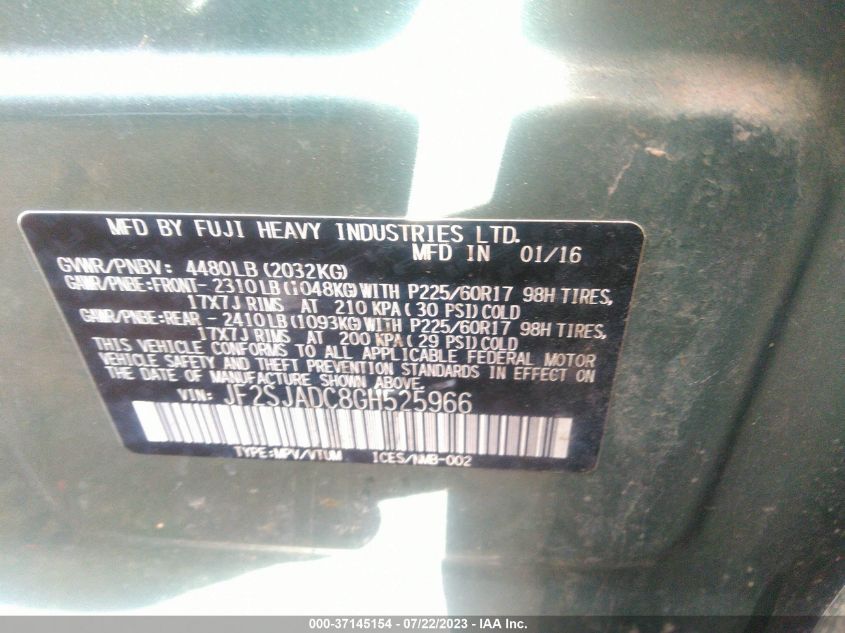 MFD BY FUJI HEAVY INDUSTRIES LTD.
MFD IN 01/16
GVWR/PNBV: 4480LB (2032KG)
GAWR/PNBE:FRONT- 2310 LB (1048KG) WITH P225/60R17 98H TIRES,
17X7J RIMS AT 210 KPA ( 30 PSI) COLD
GAWR/PNBE:REAR - 2410 LB (1093KG) WITH P225/60R17 98H TIRES,
17X7J RIMS AT 200 KPA ( 29 PSI) COLD
THIS VEHICLE CONFORMS TO ALL APPLICABLE FEDERAL MOTOR
VEHICLE SAFETY AND THEFT PREVENTION STANDARDS IN EFFECT ON
THE DATE OF MANUFACTURE SHOWN ABOVE.
VIN: JF2SJADC8GH525966
TYPE:MPV/VTUM ICES/NMB-002
000-37145154 - 07/22/2023 - IAA Inc.